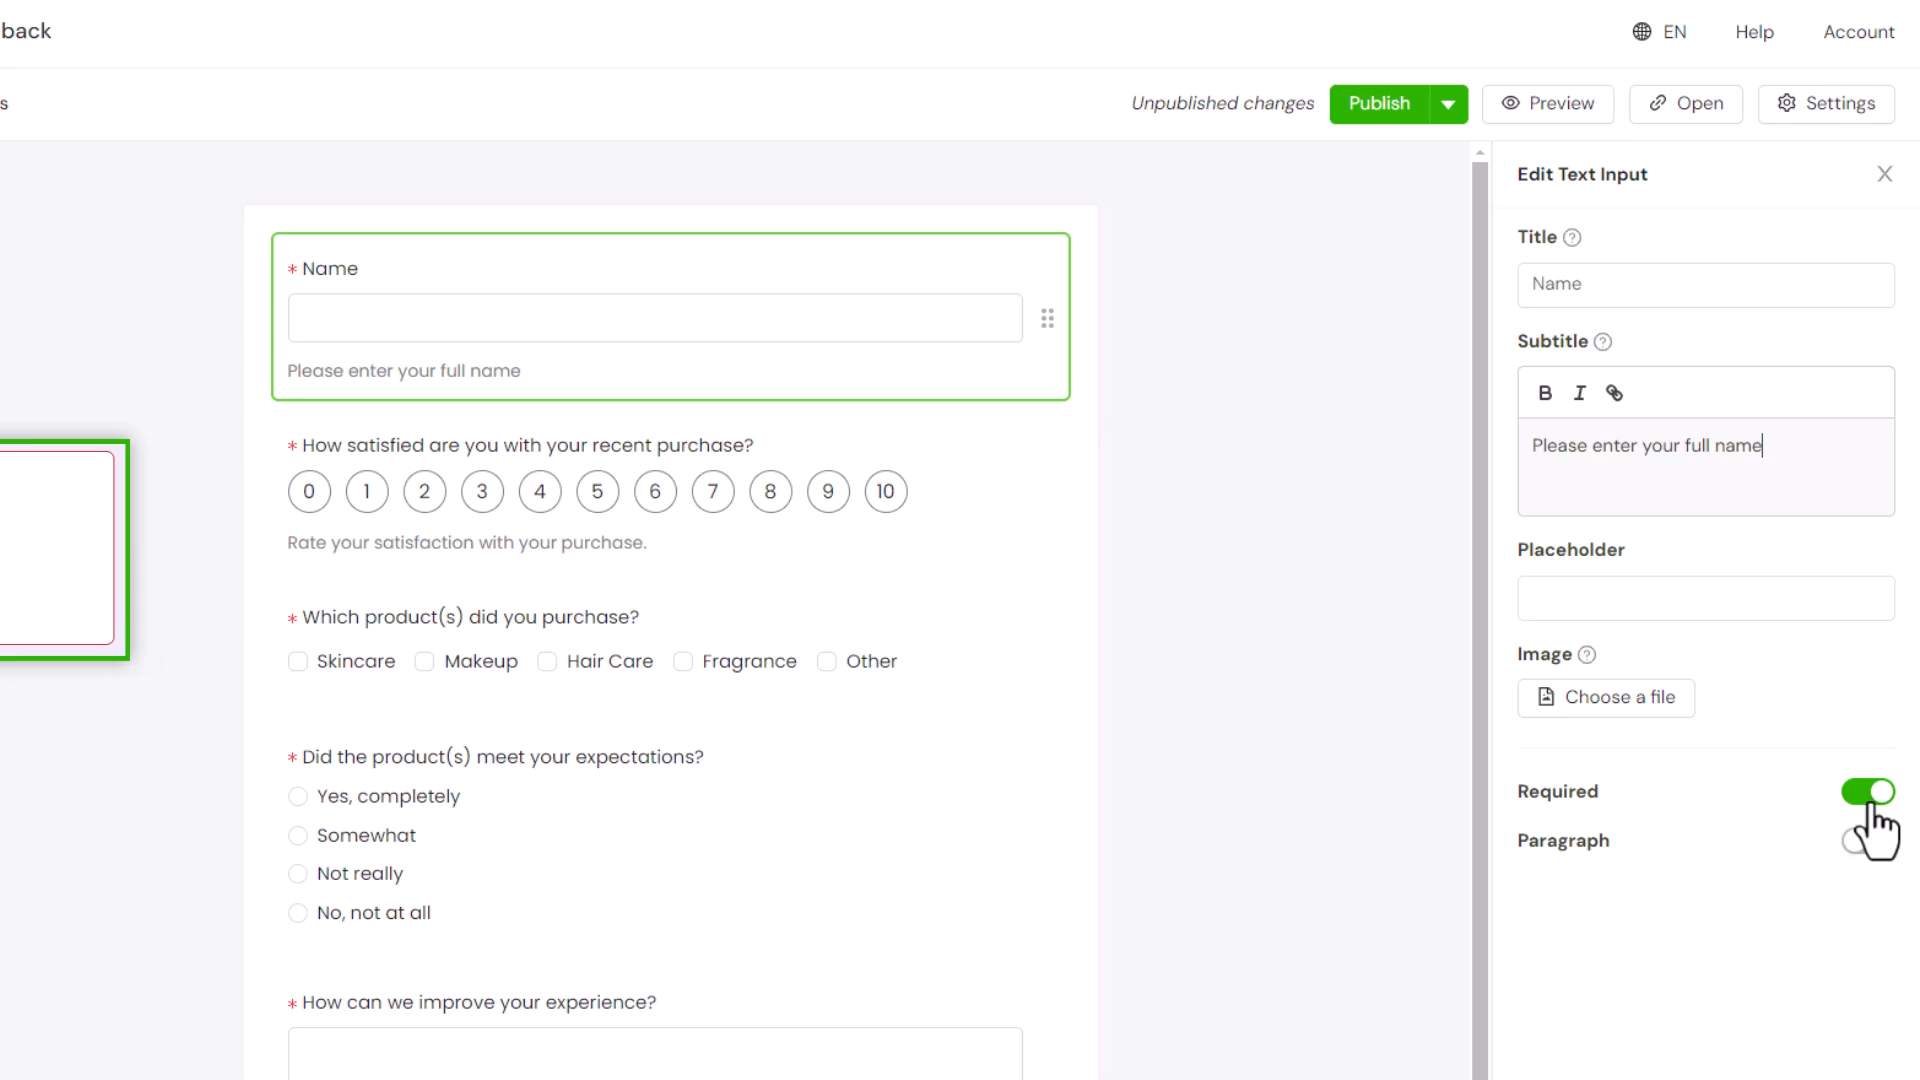 back
EN Help Account
s
Unpublished changes Publish Preview Open Settings
* Name
Please enter your full name
* How satisfied are you with your recent purchase?
0 1 2 3 4 5 6 7 8 9 10
Rate your satisfaction with your purchase.
* Which product(s) did you purchase?
Skincare Makeup Hair Care Fragrance Other
* Did the product(s) meet your expectations?
Yes, completely
Somewhat
Not really
No, not at all
* How can we improve your experience?
Edit Text Input X
Title ?
Name
Subtitle ?
B I
Please enter your full name
Placeholder
Image ?
Choose a file
Required
Paragraph